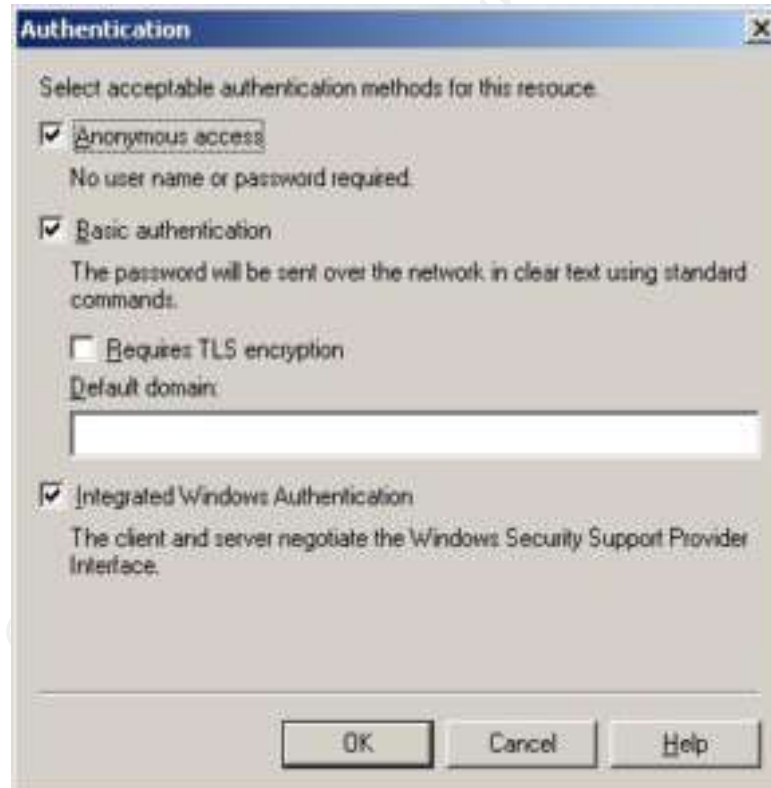 Authentication
Select acceptable authentication methods for this resouce.
Anonymous access
No user name or password required.
Basic authentication
The password will be sent over the network in clear text using standard
commands.
Requires TLS encryption
Default domain:
Integrated Windows Authentication
The client and server negotiate the Windows Security Support Provider
Interface.
OK
Cancel
Help